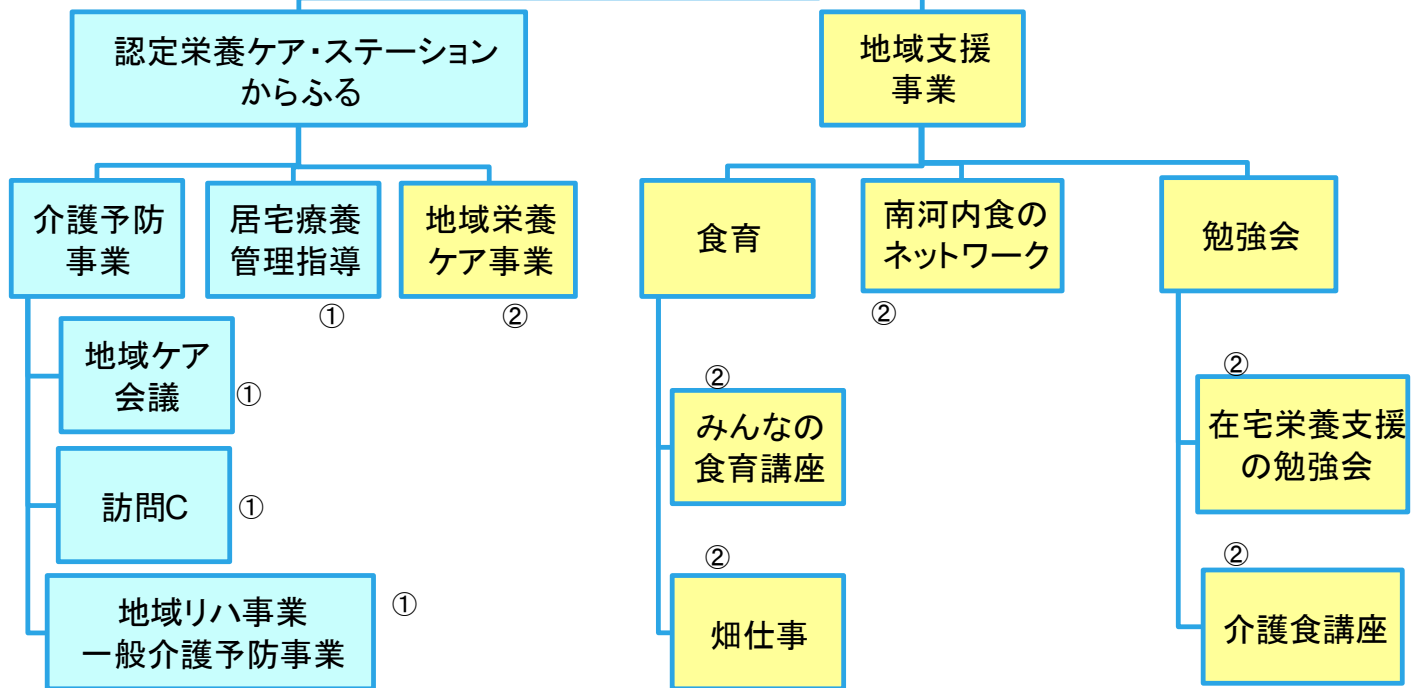 認定栄養ケア・ステーション
からふる
地域支援
事業
介護予防
事業
居宅療養
管理指導
①
地域栄養
ケア事業
②
地域ケア
会議
①
訪問C
①
地域リハ事業
一般介護予防事業
①
食育
②
みんなの
食育講座
②
畑仕事
南河内食の
ネットワーク
②
勉強会
②
在宅栄養支援
の勉強会
②
介護食講座